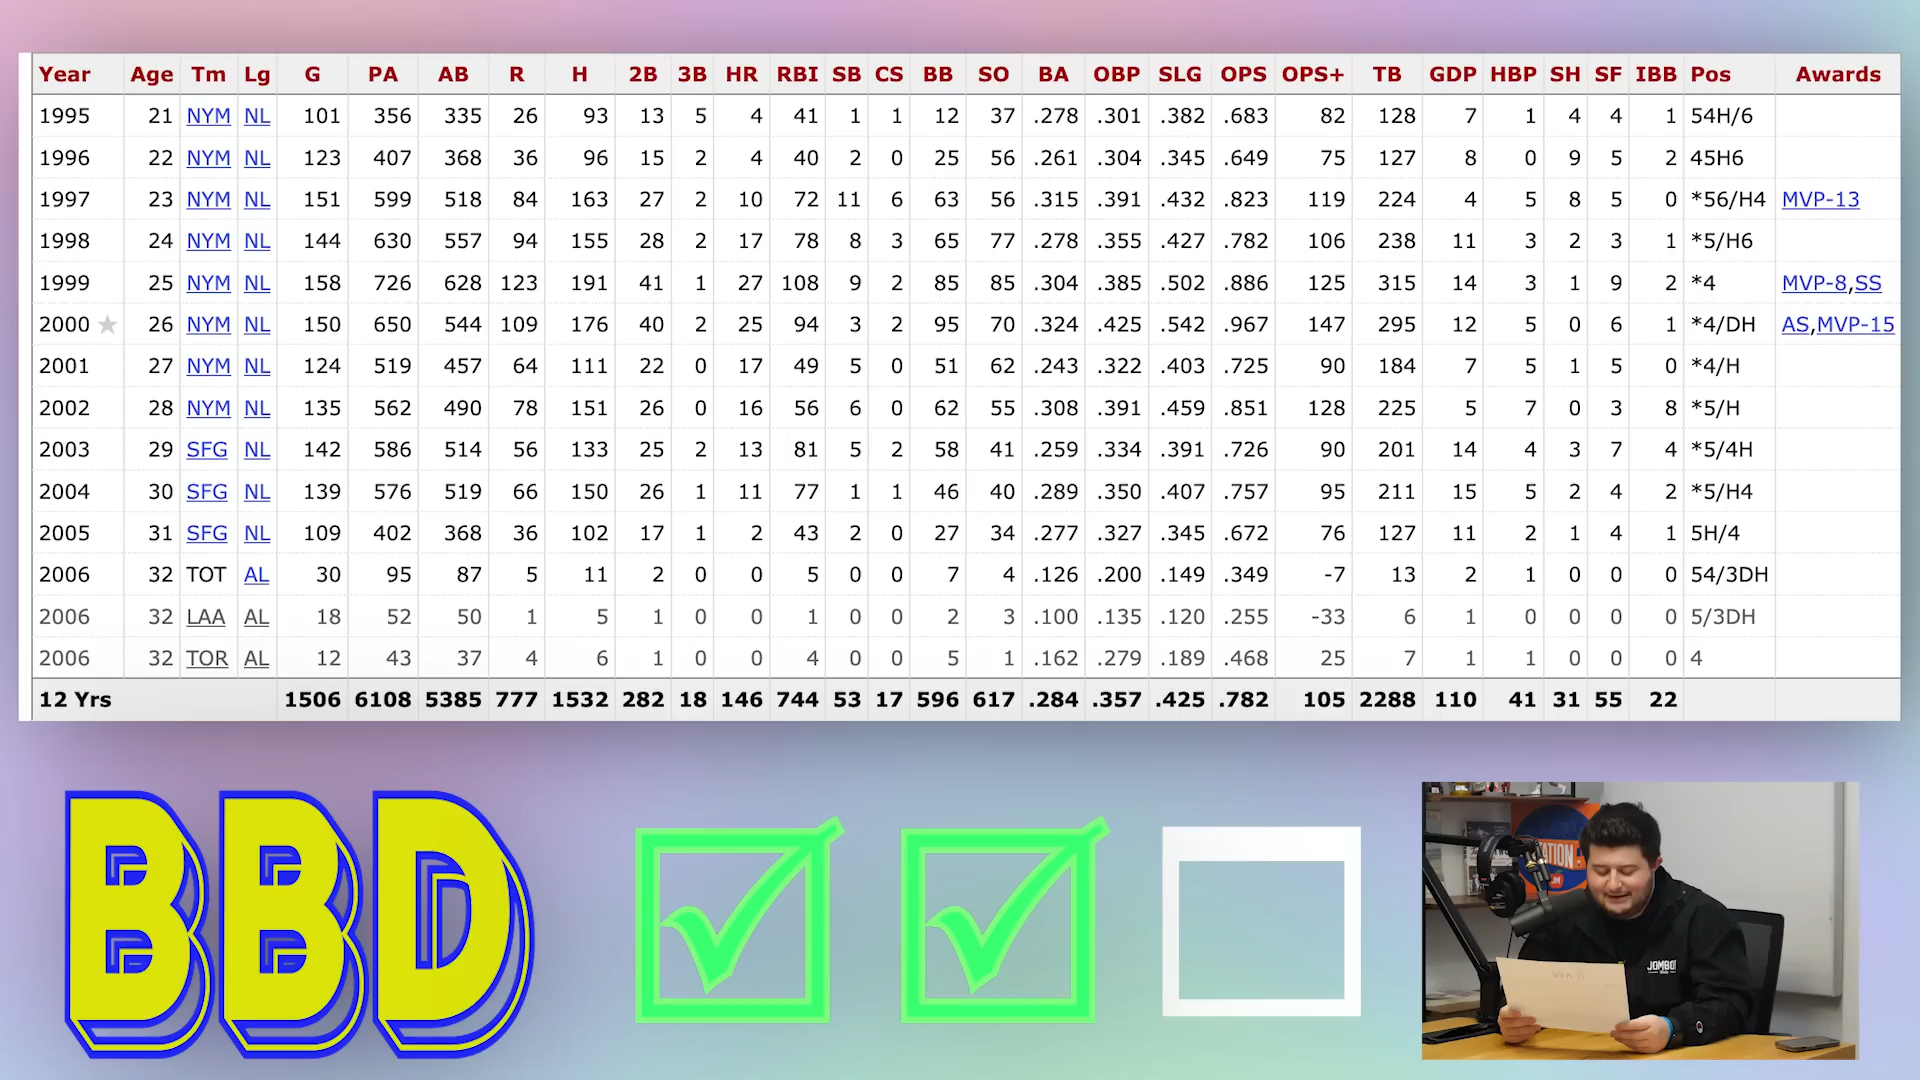 Year Age Tm Lg G PA AB R H 2B 3B HR RBI SB CS BB SO BA OBP SLG OPS OPS+ TB GDP HBP SH SF IBB Pos Awards
1995 21 NYM NL 101 356 335 26 93 13 5 4 41 1 1 12 37 .278 .301 .382 .683 82 128 7 1 4 4 1 54H/6
1996 22 NYM NL 123 407 368 36 96 15 2 4 40 2 0 25 56 .261 .304 .345 .649 75 127 8 0 9 5 2 45H6
1997 23 NYM NL 151 599 518 84 163 27 2 10 72 11 6 63 56 .315 .391 .432 .823 119 224 4 5 8 5 0 *56/H4 MVP-13
1998 24 NYM NL 144 630 557 94 155 28 2 17 78 8 3 65 77 .278 .355 .427 .782 106 238 11 3 2 3 1 *5/H6
1999 25 NYM NL 158 726 628 123 191 41 1 27 108 9 2 85 85 .304 .385 .502 .886 125 315 14 3 1 9 2 *4 MVP-8,SS
2000 ★ 26 NYM NL 150 650 544 109 176 40 2 25 94 3 2 95 70 .324 .425 .542 .967 147 295 12 5 0 6 1 *4/DH AS,MVP-15
2001 27 NYM NL 124 519 457 64 111 22 0 17 49 5 0 51 62 .243 .322 .403 .725 90 184 7 5 1 5 0 *4/H
2002 28 NYM NL 135 562 490 78 151 26 0 16 56 6 0 62 55 .308 .391 .459 .851 128 225 5 7 0 3 8 *5/H
2003 29 SFG NL 142 586 514 56 133 25 2 13 81 5 2 58 41 .259 .334 .391 .726 90 201 14 4 3 7 4 *5/4H
2004 30 SFG NL 139 576 519 66 150 26 1 11 77 1 1 46 40 .289 .350 .407 .757 95 211 15 5 2 4 2 *5/H4
2005 31 SFG NL 109 402 368 36 102 17 1 2 43 2 0 27 34 .277 .327 .345 .672 76 127 11 2 1 4 1 5H/4
2006 32 TOT AL 30 95 87 5 11 2 0 0 5 0 0 7 4 .126 .200 .149 .349 -7 13 2 1 0 0 0 54/3DH
2006 32 LAA AL 18 52 50 1 5 1 0 0 1 0 0 2 3 .100 .135 .120 .255 -33 6 1 0 0 0 0 5/3DH
2006 32 TOR AL 12 43 37 4 6 1 0 0 4 0 0 5 1 .162 .279 .189 .468 25 7 1 1 0 0 0 4
12 Yrs 1506 6108 5385 777 1532 282 18 146 744 53 17 596 617 .284 .357 .425 .782 105 2288 110 41 31 55 22
BBD
JOMBOY